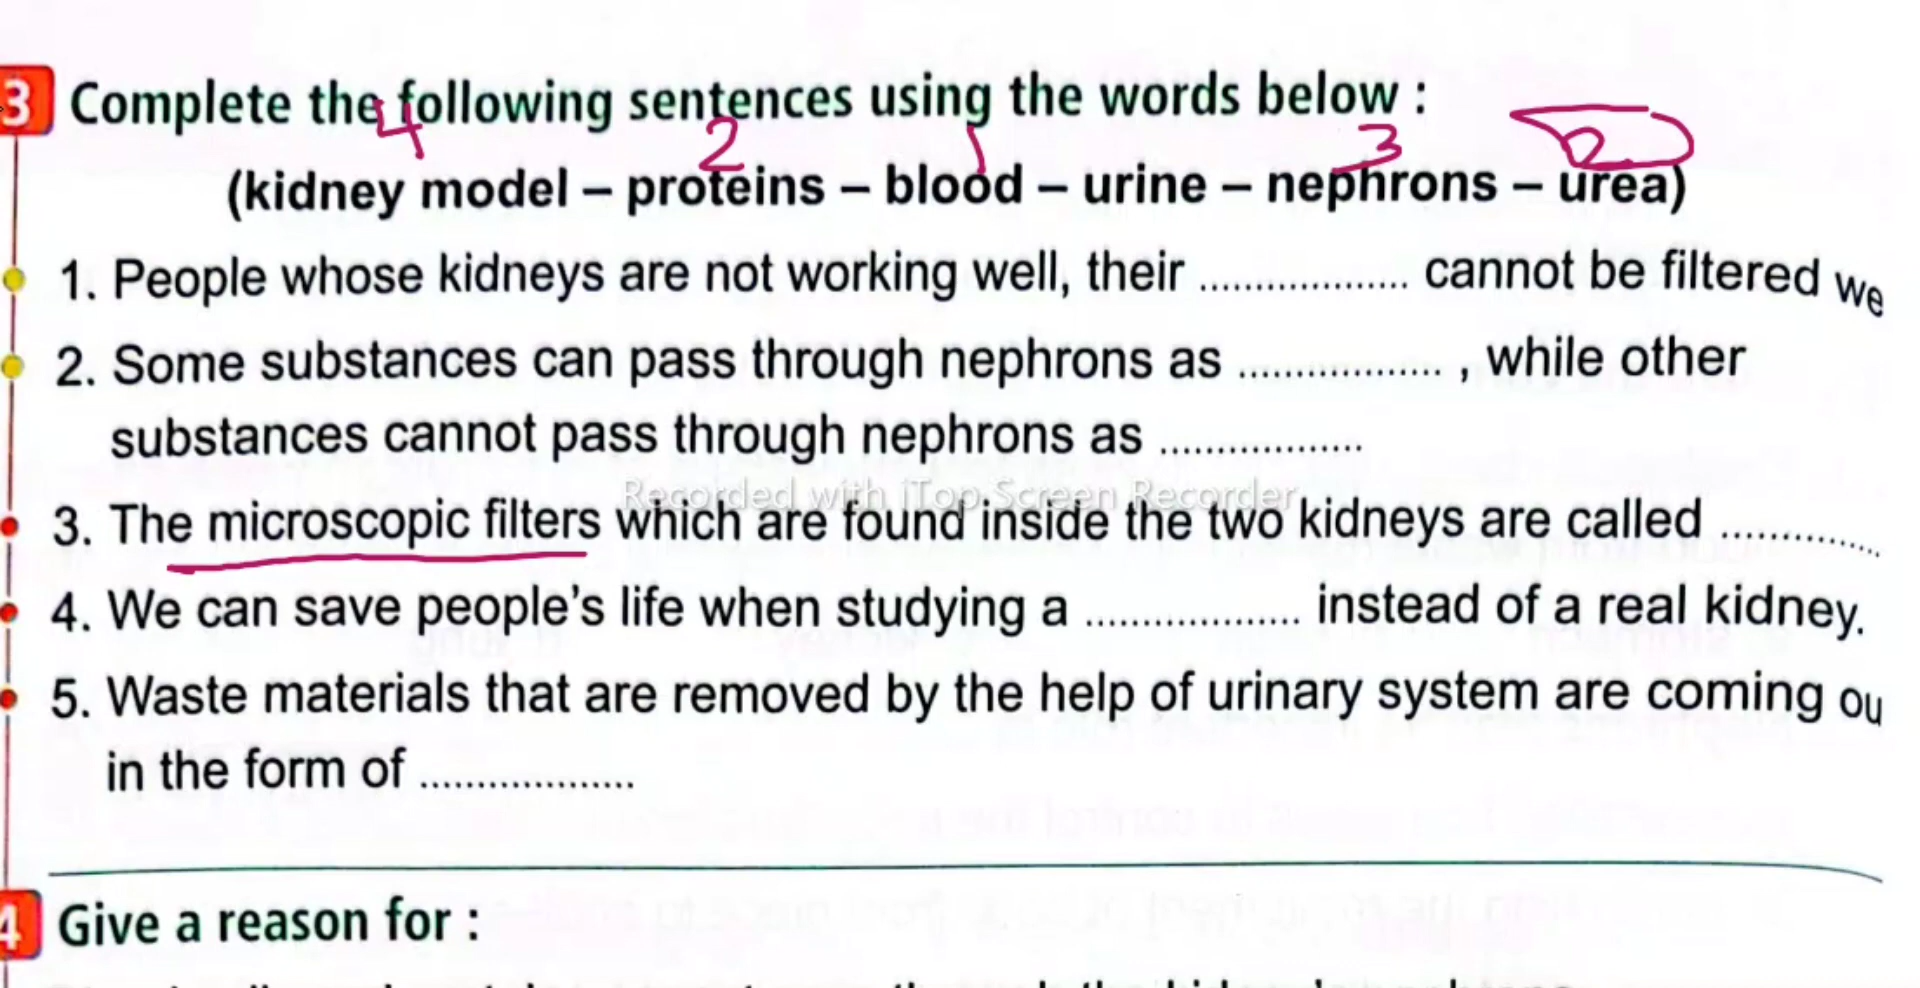 3 Complete the following sentences using the words below :
4 2 1 3 2
(kidney model – proteins – blood – urine – nephrons – urea)
1. People whose kidneys are not working well, their .................. cannot be filtered we
2. Some substances can pass through nephrons as .................. , while other
substances cannot pass through nephrons as ..................
Recorded with iTop Screen Recorder
3. The microscopic filters which are found inside the two kidneys are called ..............
4. We can save people's life when studying a .................. instead of a real kidney.
5. Waste materials that are removed by the help of urinary system are coming ou
in the form of ..................
4 Give a reason for :